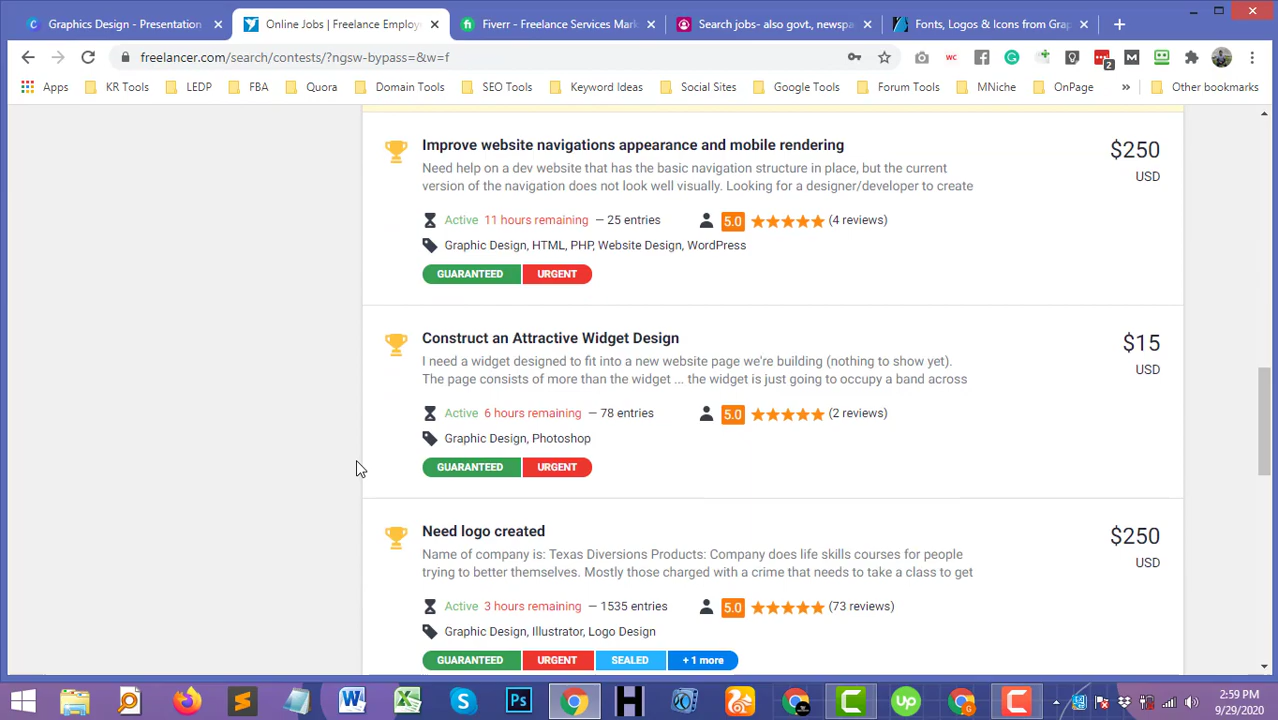 Graphics Design - Presentation
Online Jobs | Freelance Employ
Fiverr - Freelance Services Mark
Search jobs- also govt., newspa
Fonts, Logos & Icons from Grap
freelancer.com/search/contests/?ngsw-bypass=&w=f
WC
2
Apps KR Tools LEDP FBA Quora Domain Tools SEO Tools Keyword Ideas Social Sites Google Tools Forum Tools MNiche OnPage » Other bookmarks
Improve website navigations appearance and mobile rendering
$250
USD
Need help on a dev website that has the basic navigation structure in place, but the current
version of the navigation does not look well visually. Looking for a designer/developer to create
Active 11 hours remaining — 25 entries 5.0 (4 reviews)
Graphic Design, HTML, PHP, Website Design, WordPress
GUARANTEED URGENT
Construct an Attractive Widget Design
$15
USD
I need a widget designed to fit into a new website page we're building (nothing to show yet).
The page consists of more than the widget ... the widget is just going to occupy a band across
Active 6 hours remaining — 78 entries 5.0 (2 reviews)
Graphic Design, Photoshop
GUARANTEED URGENT
Need logo created
$250
USD
Name of company is: Texas Diversions Products: Company does life skills courses for people
trying to better themselves. Mostly those charged with a crime that needs to take a class to get
Active 3 hours remaining — 1535 entries 5.0 (73 reviews)
Graphic Design, Illustrator, Logo Design
GUARANTEED URGENT SEALED + 1 more
2:59 PM
9/29/2020